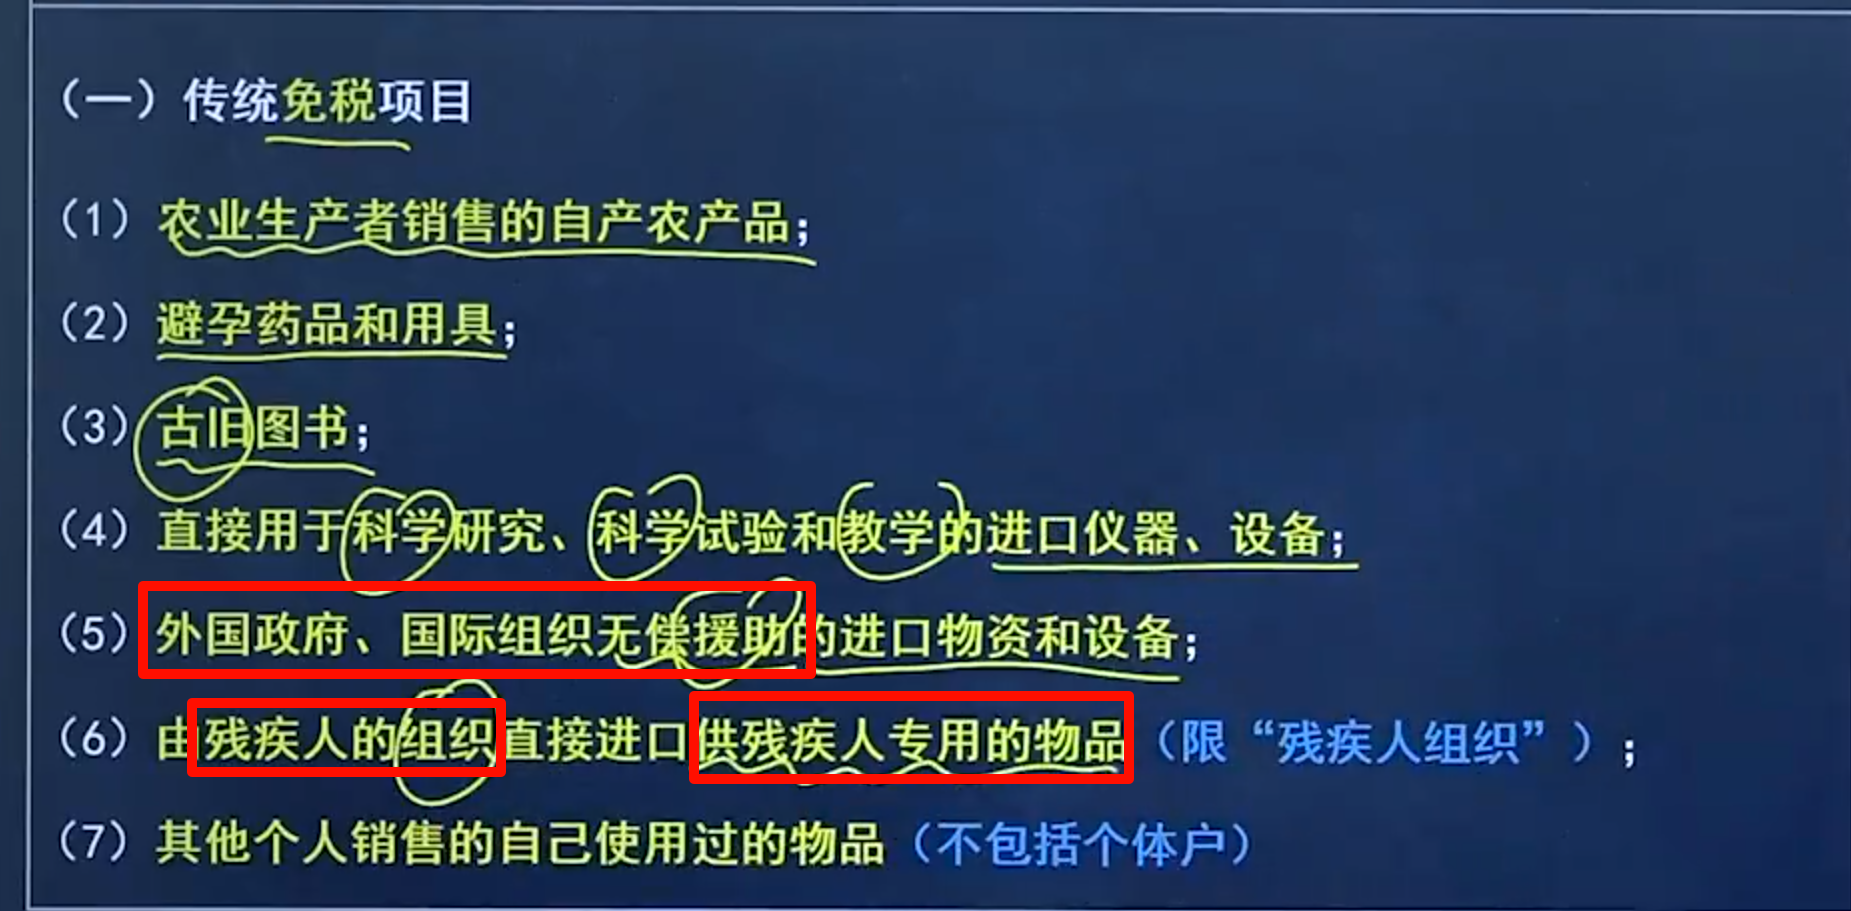 （一）传统免税项目
（1）农业生产者销售的自产农产品；
（2）避孕药品和用具；
（3）古旧图书；
（4）直接用于科学研究、科学试验和教学的进口仪器、设备；
（5）外国政府、国际组织无偿援助的进口物资和设备；
（6）由残疾人的组织直接进口供残疾人专用的物品（限“残疾人组织”）；
（7）其他个人销售的自己使用过的物品（不包括个体户）